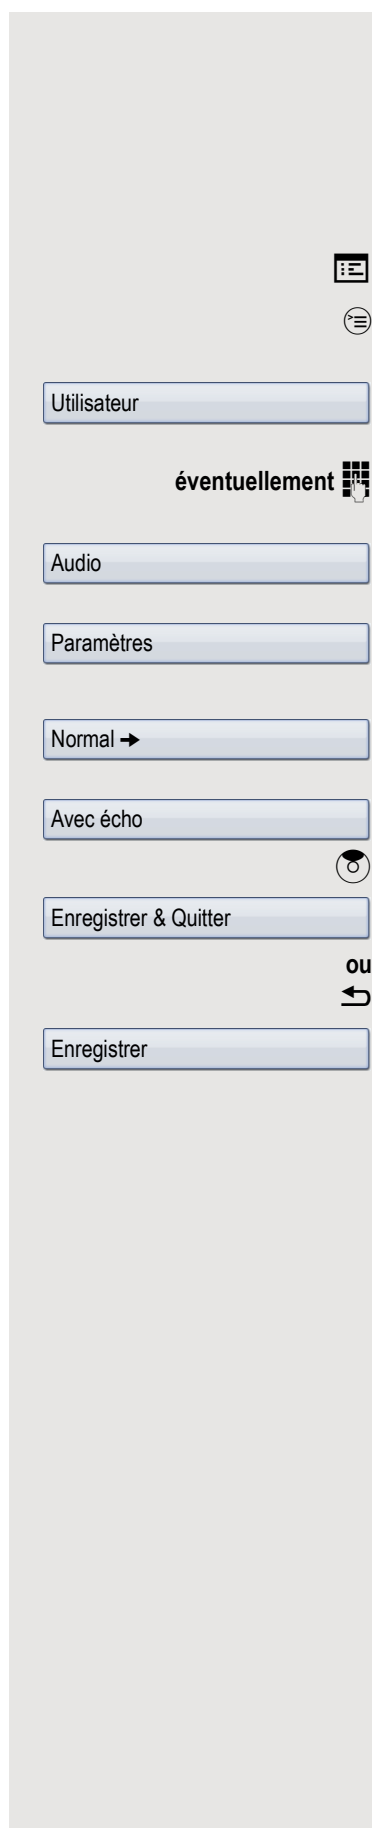 Utilisateur
éventuellement
Audio
Paramètres
Normal →
Avec écho
Enregistrer & Quitter
ou
Enregistrer